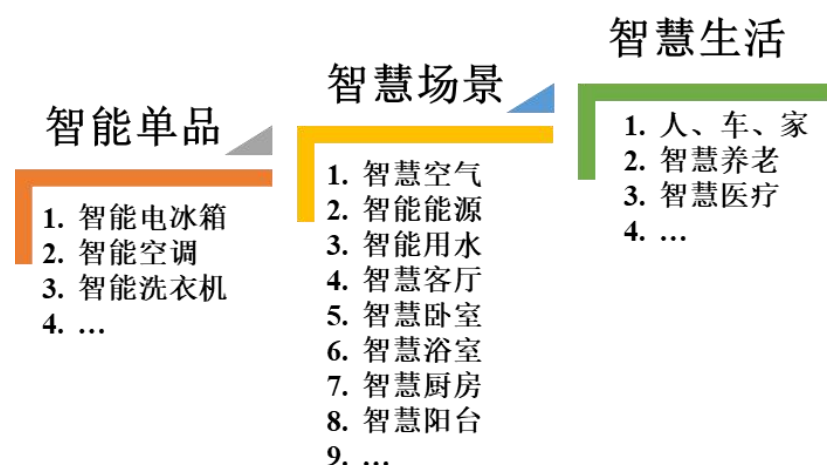 智能单品
1. 智能电冰箱
2. 智能空调
3. 智能洗衣机
4. ...
智慧场景
1. 智慧空气
2. 智能能源
3. 智能用水
4. 智慧客厅
5. 智慧卧室
6. 智慧浴室
7. 智慧厨房
8. 智慧阳台
9. ...
智慧生活
1. 人、车、家
2. 智慧养老
3. 智慧医疗
4. ...